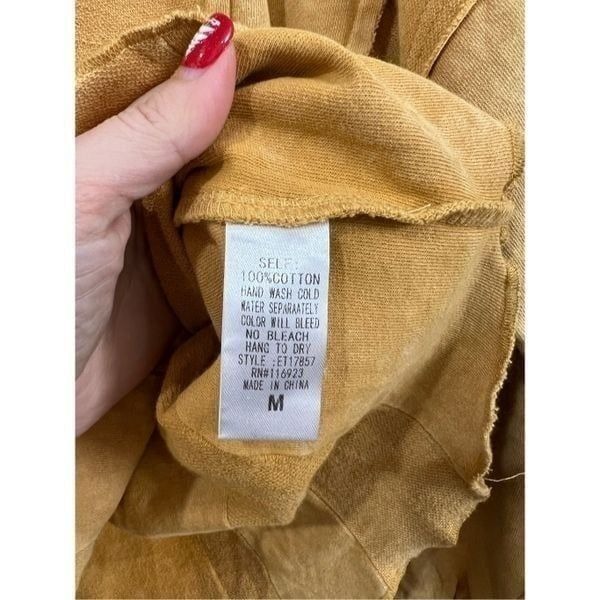 SELF:
100%COTTON
HAND WASH COLD
WATER SEPARAATELY
COLOR WILL BLEED
NO BLEACH
HANG TO DRY
STYLE :ET17857
RN#116923
MADE IN CHINA
M